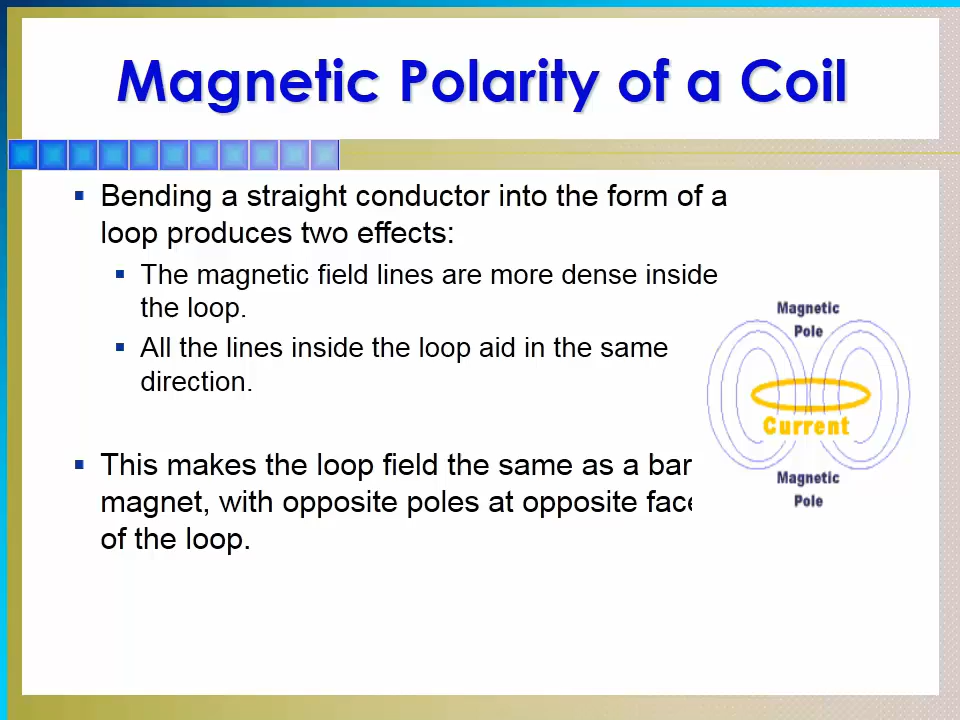 Magnetic Polarity of a Coil
Bending a straight conductor into the form of a
loop produces two effects:
The magnetic field lines are more dense inside
the loop.
All the lines inside the loop aid in the same
direction.
This makes the loop field the same as a bar
magnet, with opposite poles at opposite face
of the loop.
Magnetic
Pole
Current
Magnetic
Pole